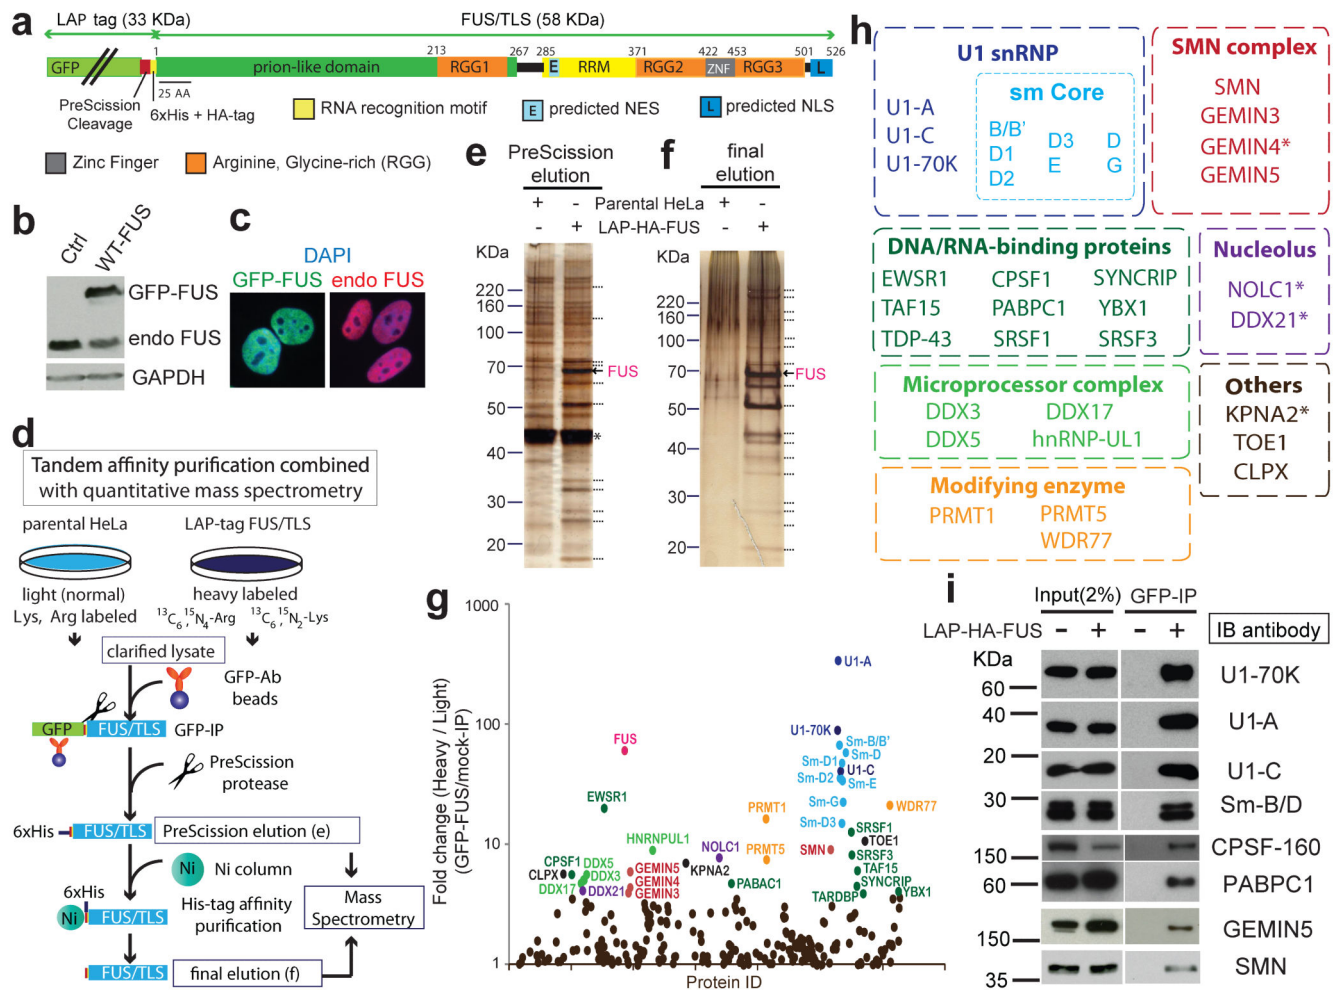 a
LAP tag (33 KDa)
FUS/TLS (58 KDa)
1 213 267 285 371 422 453 501 526
GFP
prion-like domain
RGG1
E
RRM
RGG2
ZNF
RGG3
L
25 AA
PreScission
Cleavage
6xHis + HA-tag
RNA recognition motif
E predicted NES
L predicted NLS
Zinc Finger
Arginine, Glycine-rich (RGG)
b
Ctrl
WT-FUS
GFP-FUS
endo FUS
GAPDH
c
DAPI
GFP-FUS endo FUS
d
Tandem affinity purification combined
with quantitative mass spectrometry
parental HeLa
LAP-tag FUS/TLS
light (normal)
Lys, Arg labeled
heavy labeled
13C6,15N4-Arg 13C6,15N2-Lys
clarified lysate
GFP-Ab
beads
GFP FUS/TLS GFP-IP
PreScission
protease
6xHis FUS/TLS PreScission elution (e)
Ni Ni column
6xHis
Ni FUS/TLS
His-tag affinity
purification
Mass
Spectrometry
FUS/TLS final elution (f)
e
PreScission
elution
+ - Parental HeLa
- + LAP-HA-FUS
KDa
220
160
100
70
50
40
30
20
FUS
*
f
final
elution
+ -
- +
KDa
220
160
100
70
50
40
30
20
FUS
g
Fold change (Heavy / Light)
(GFP-FUS/mock-IP)
1000
100
10
1
Protein ID
U1-A
U1-70K
Sm-B/B'
Sm-D
Sm-D1
U1-C
Sm-D2
Sm-E
Sm-G
Sm-D3
FUS
EWSR1
PRMT1
WDR77
HNRNPUL1
NOLC1
PRMT5
SMN
SRSF1
TOE1
SRSF3
TAF15
SYNCRIP
TARDBP
YBX1
CPSF1
CLPX
DDX5
DDX3
DDX17
DDX21
GEMIN5
GEMIN4
GEMIN3
KPNA2
PABAC1
h
U1 snRNP
U1-A
U1-C
U1-70K
sm Core
B/B'
D1
D2
D3
E
D
G
SMN complex
SMN
GEMIN3
GEMIN4*
GEMIN5
DNA/RNA-binding proteins
EWSR1 CPSF1 SYNCRIP
TAF15 PABPC1 YBX1
TDP-43 SRSF1 SRSF3
Nucleolus
NOLC1*
DDX21*
Microprocessor complex
DDX3 DDX17
DDX5 hnRNP-UL1
Others
KPNA2*
TOE1
CLPX
Modifying enzyme
PRMT1 PRMT5
WDR77
i
Input(2%) GFP-IP
LAP-HA-FUS - + - + IB antibody
KDa
60 U1-70K
40 U1-A
20 U1-C
30 Sm-B/D
150 CPSF-160
60 PABPC1
150 GEMIN5
35 SMN